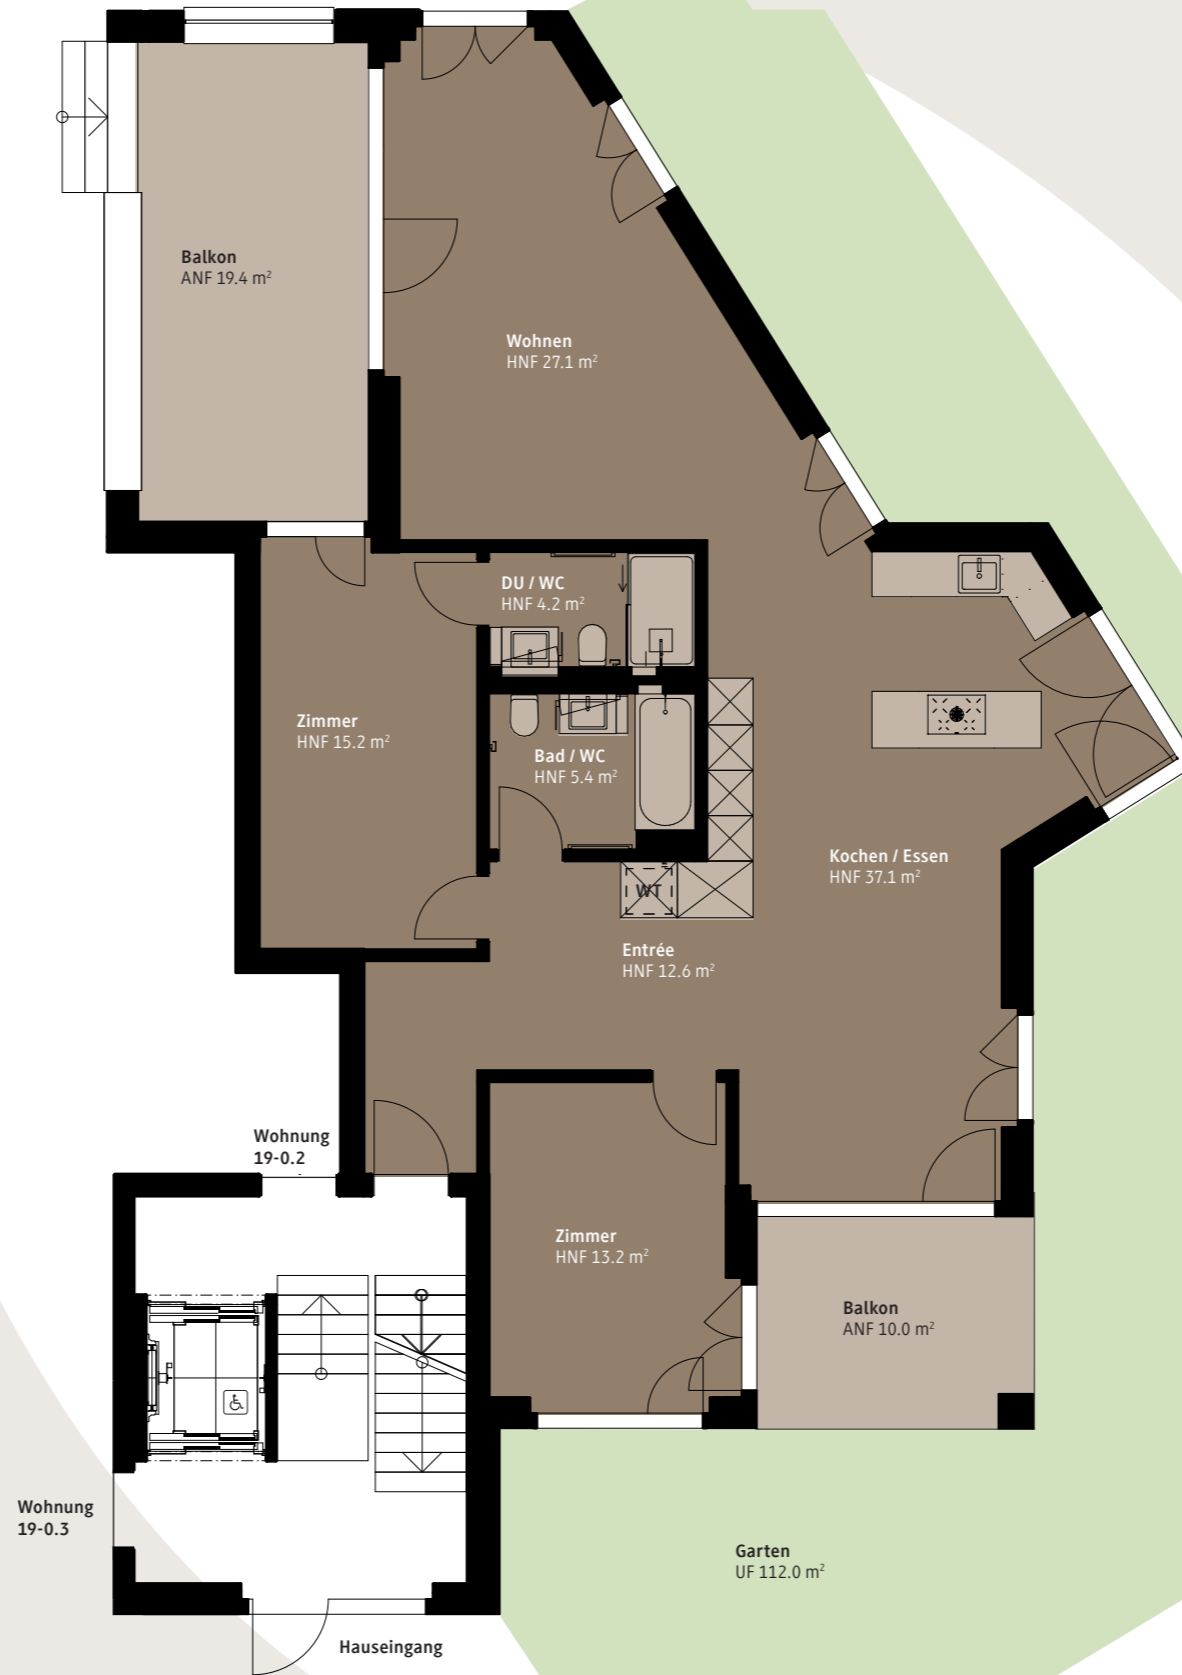 Balkon
ANF 19.4 m²
Wohnen
HNF 27.1 m²
DU / WC
HNF 4.2 m²
Zimmer
HNF 15.2 m²
Bad / WC
HNF 5.4 m²
Kochen / Essen
HNF 37.1 m²
WT
Entrée
HNF 12.6 m²
Wohnung
19-0.2
Zimmer
HNF 13.2 m²
Balkon
ANF 10.0 m²
Wohnung
19-0.3
Garten
UF 112.0 m²
Hauseingang